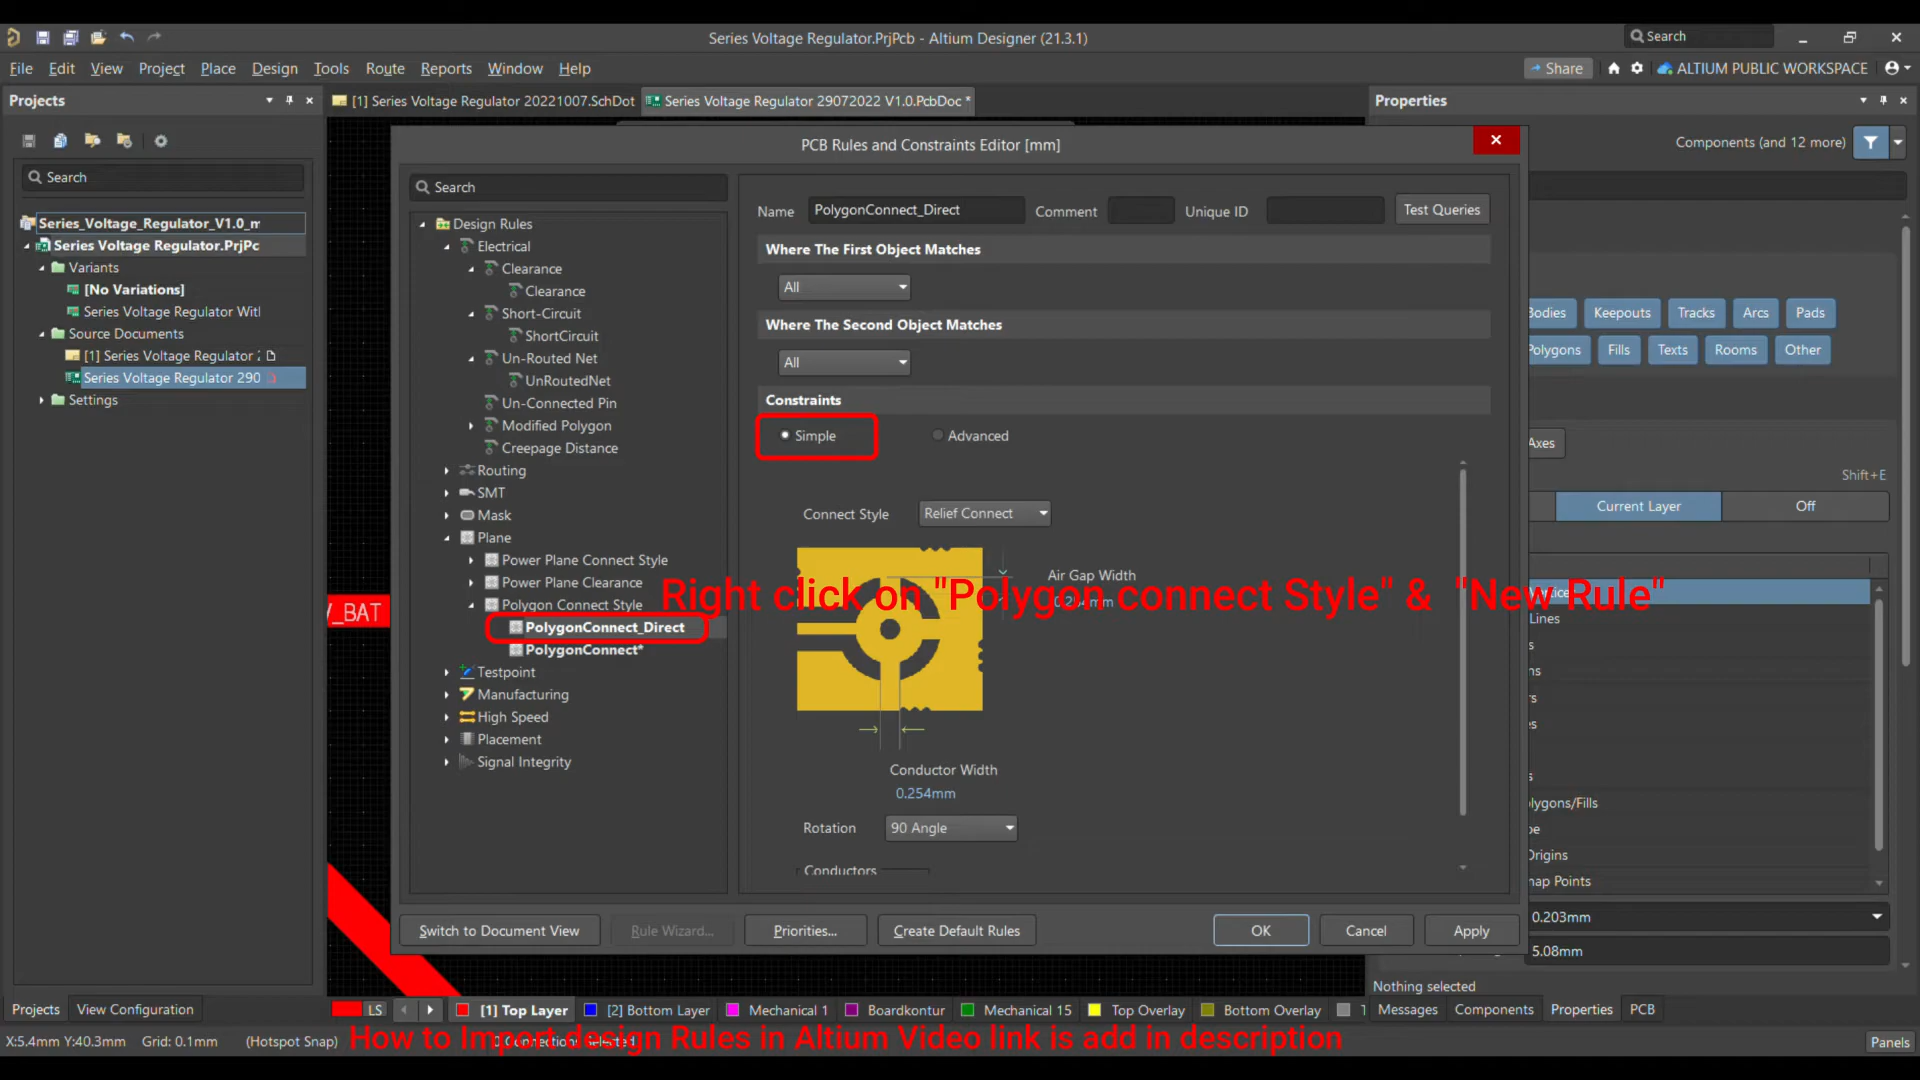 Series Voltage Regulator.PrjPcb - Altium Designer (21.3.1)
Search
File Edit View Project Place Design Tools Route Reports Window Help
Share
ALTIUM PUBLIC WORKSPACE
Projects
[1] Series Voltage Regulator 20221007.SchDot
Series Voltage Regulator 29072022 V1.0.PcbDoc *
Properties
Search
Series_Voltage_Regulator_V1.0_m
Series Voltage Regulator.PrjPc
Variants
[No Variations]
Series Voltage Regulator Witl
Source Documents
[1] Series Voltage Regulator 2
Series Voltage Regulator 290
Settings
PCB Rules and Constraints Editor [mm]
Search
Design Rules
Electrical
Clearance
Clearance
Short-Circuit
ShortCircuit
Un-Routed Net
UnRoutedNet
Un-Connected Pin
Modified Polygon
Creepage Distance
Routing
SMT
Mask
Plane
Power Plane Connect Style
Power Plane Clearance
Polygon Connect Style
PolygonConnect_Direct
PolygonConnect*
Testpoint
Manufacturing
High Speed
Placement
Signal Integrity
Name PolygonConnect_Direct Comment Unique ID Test Queries
Where The First Object Matches
All
Where The Second Object Matches
All
Constraints
Simple Advanced
Connect Style Relief Connect
Air Gap Width
0.254mm
Right click on "Polygon connect Style" & "New Rule"
Conductor Width
0.254mm
Rotation 90 Angle
Conductors
Switch to Document View Rule Wizard... Priorities... Create Default Rules OK Cancel Apply
V_BAT
Components (and 12 more)
Bodies Keepouts Tracks Arcs Pads
Polygons Fills Texts Rooms Other
Axes
Shift+E
Current Layer Off
Lines
olygons/Fills
Origins
nap Points
0.203mm
5.08mm
Nothing selected
Projects View Configuration
LS [1] Top Layer [2] Bottom Layer Mechanical 1 Boardkontur Mechanical 15 Top Overlay Bottom Overlay T
Messages Components Properties PCB
X:5.4mm Y:40.3mm Grid: 0.1mm (Hotspot Snap)
0 Connections Selected
How to Import design Rules in Altium Video link is add in description
Panels